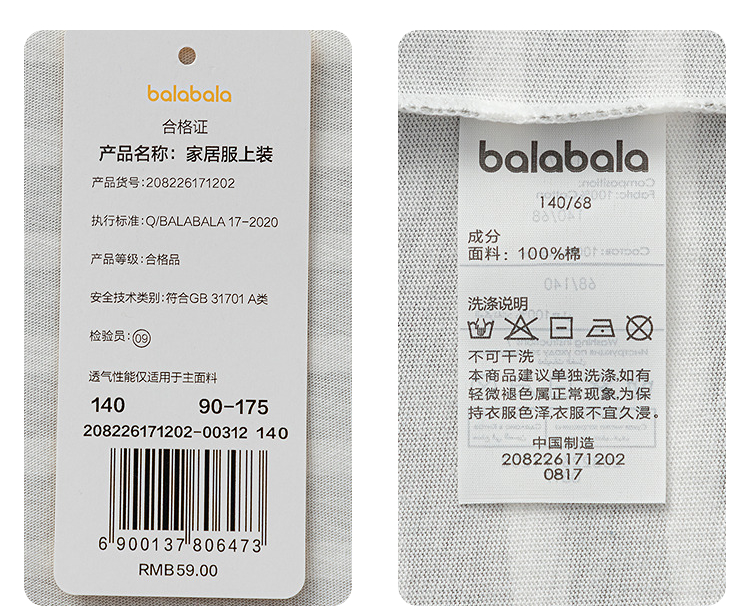 balabala
合格证
产品名称：家居服上装
产品货号:208226171202
执行标准:Q/BALABALA 17-2020
产品等级:合格品
安全技术类别:符合GB 31701 A类
检验员:09
透气性能仅适用于主面料
140 90-175
208226171202-00312 140
6 900137 806473
RMB59.00
balabala
140/68
成分
面料：100%棉
洗涤说明
不可干洗
本商品建议单独洗涤,如有
轻微褪色属正常现象,为保
持衣服色泽衣服不宜久浸。
中国制造
208226171202
0817